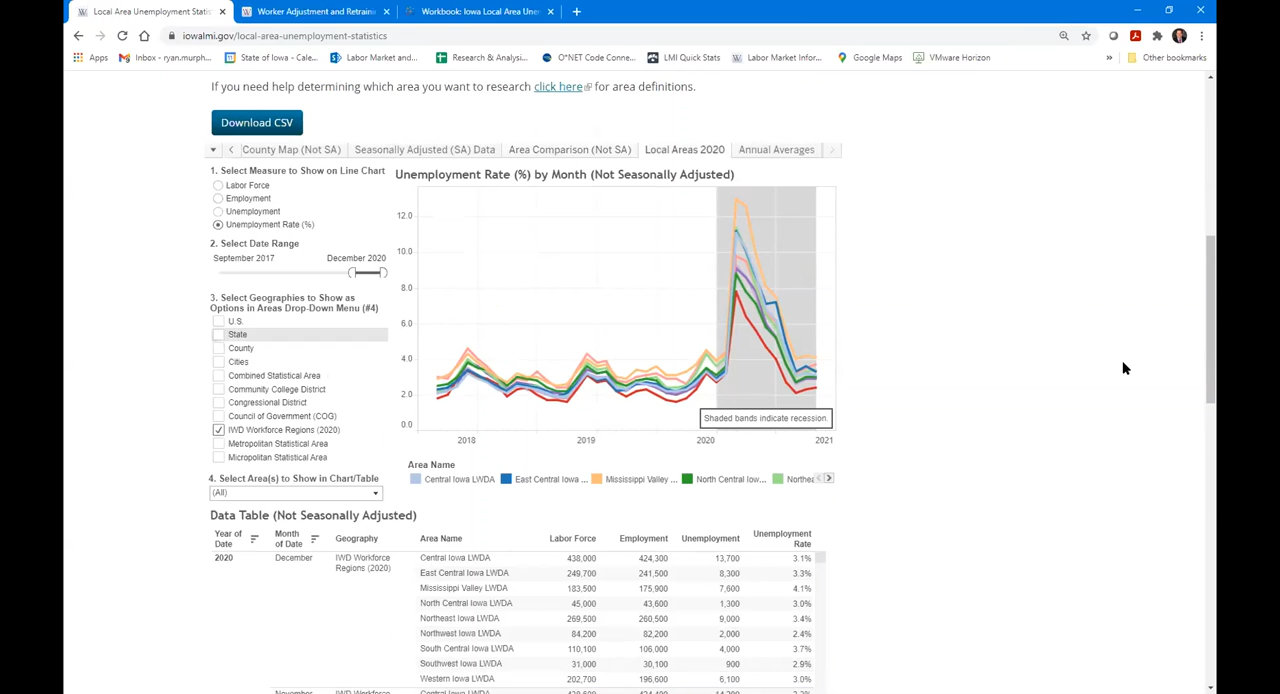 Local Area Unemployment Statis
Worker Adjustment and Retraine
Workbook: Iowa Local Area Une
iowalmi.gov/local-area-unemployment-statistics
Apps
Inbox - ryan.murph...
State of Iowa - Cale...
Labor Market and...
Research & Analysi...
O*NET Code Conne...
LMI Quick Stats
Labor Market Infor...
Google Maps
VMware Horizon
»
Other bookmarks
If you need help determining which area you want to research click here for area definitions.
Download CSV
County Map (Not SA)
Seasonally Adjusted (SA) Data
Area Comparison (Not SA)
Local Areas 2020
Annual Averages
1. Select Measure to Show on Line Chart
Labor Force
Employment
Unemployment
Unemployment Rate (%)
2. Select Date Range
September 2017 December 2020
3. Select Geographies to Show as
Options in Areas Drop-Down Menu (#4)
U.S.
State
County
Cities
Combined Statistical Area
Community College District
Congressional District
Council of Government (COG)
IWD Workforce Regions (2020)
Metropolitan Statistical Area
Micropolitan Statistical Area
4. Select Area(s) to Show in Chart/Table
(All)
Unemployment Rate (%) by Month (Not Seasonally Adjusted)
12.0
10.0
8.0
6.0
4.0
2.0
0.0
Shaded bands indicate recession.
2018 2019 2020 2021
Area Name
Central Iowa LWDA
East Central Iowa ...
Mississippi Valley ...
North Central Iow...
Northea
Data Table (Not Seasonally Adjusted)
Year of Date Month of Date Geography Area Name Labor Force Employment Unemployment Unemployment Rate
2020 December IWD Workforce Regions (2020) Central Iowa LWDA 438,000 424,300 13,700 3.1%
East Central Iowa LWDA 249,700 241,500 8,300 3.3%
Mississippi Valley LWDA 183,500 175,900 7,600 4.1%
North Central Iowa LWDA 45,000 43,600 1,300 3.0%
Northeast Iowa LWDA 269,500 260,500 9,000 3.4%
Northwest Iowa LWDA 84,200 82,200 2,000 2.4%
South Central Iowa LWDA 110,100 106,000 4,000 3.7%
Southwest Iowa LWDA 31,000 30,100 900 2.9%
Western Iowa LWDA 202,700 196,600 6,100 3.0%
November IWD Workforce Central Iowa LWDA